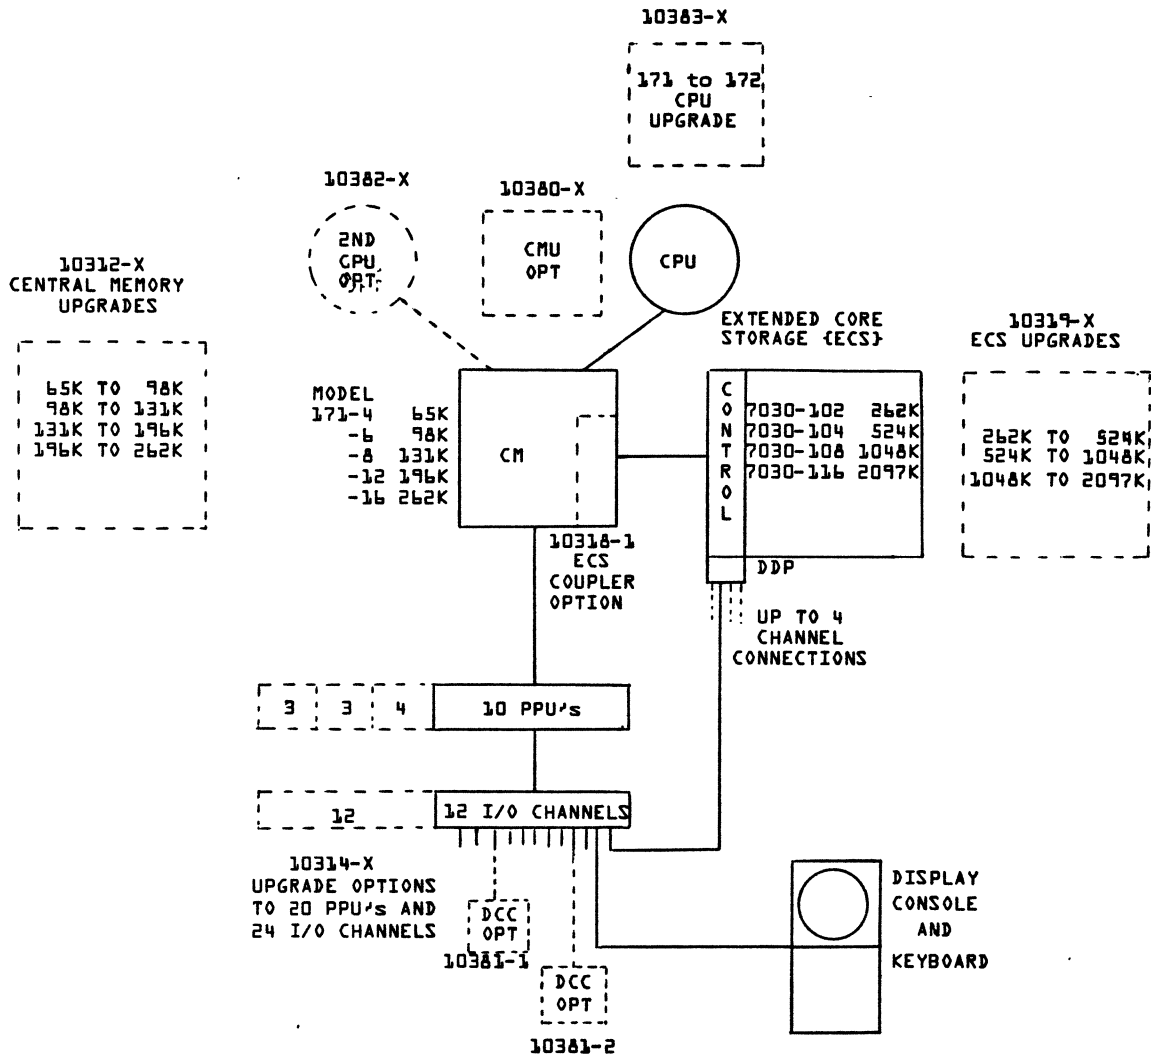 10383-X
171 to 172
CPU
UPGRADE
10382-X
2ND
CPU
OPT
10380-X
CMU
OPT
CPU
10312-X
CENTRAL MEMORY
UPGRADES
65K TO 98K
98K TO 131K
131K TO 196K
196K TO 262K
MODEL
171-4 65K
-6 98K
-8 131K
-12 196K
-16 262K
CM
10318-1
ECS
COUPLER
OPTION
EXTENDED CORE
STORAGE {ECS}
CONTROL
7030-102 262K
7030-104 524K
7030-108 1048K
7030-116 2097K
DDP
UP TO 4
CHANNEL
CONNECTIONS
10319-X
ECS UPGRADES
262K TO 524K
524K TO 1048K
1048K TO 2097K
3 3 4 10 PPU's
12 12 I/O CHANNELS
10314-X
UPGRADE OPTIONS
TO 20 PPU's AND
24 I/O CHANNELS
DCC
OPT
10381-1
DCC
OPT
10381-2
DISPLAY
CONSOLE
AND
KEYBOARD